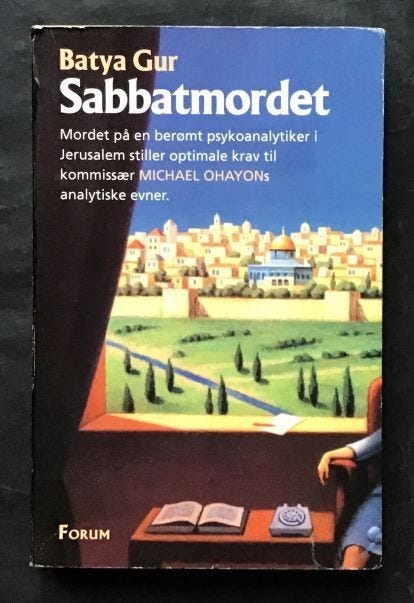 Batya Gur
Sabbatmordet
Mordet på en berømt psykoanalytiker i
Jerusalem stiller optimale krav til
kommissær MICHAEL OHAYONs
analytiske evner.
FORUM